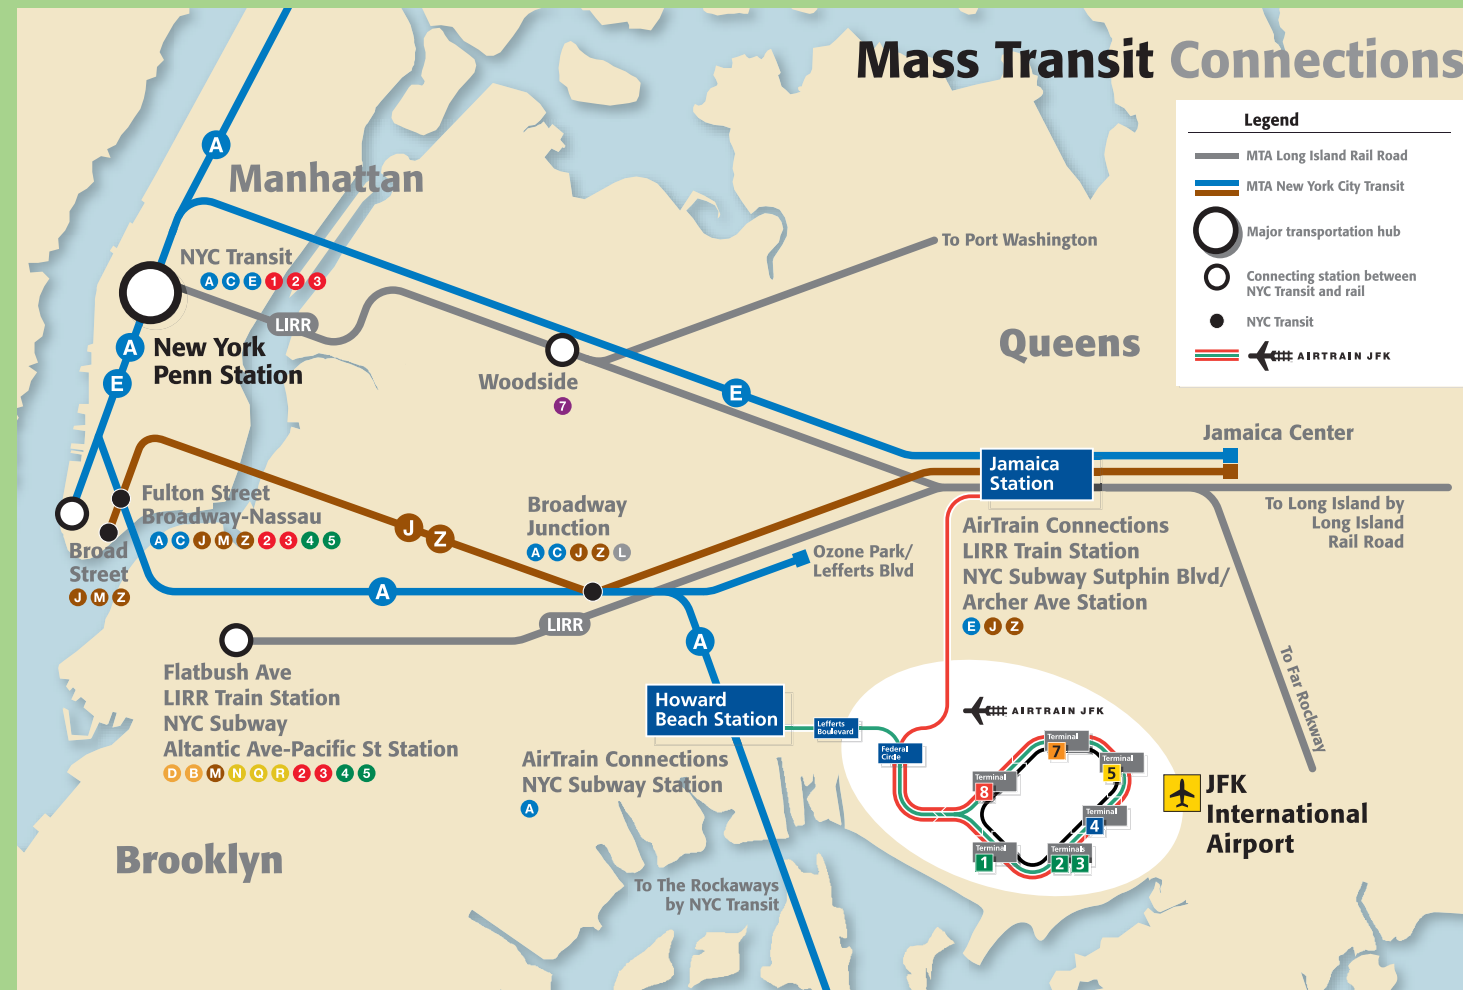 Mass Transit Connections
Legend
MTA Long Island Rail Road
MTA New York City Transit
Major transportation hub
Connecting station between
NYC Transit and rail
NYC Transit
AIRTRAIN JFK
A
Manhattan
NYC Transit
A C E 1 2 3
LIRR
A
New York
Penn Station
E
To Port Washington
Queens
Woodside
7
E
Jamaica Center
Jamaica
Station
To Long Island by
Long Island
Rail Road
Fulton Street
Broadway-Nassau
A C J M Z 2 3 4 5
Broad
Street
J M Z
J Z
Broadway
Junction
A C J Z L
Ozone Park/
Lefferts Blvd
AirTrain Connections
LIRR Train Station
NYC Subway Sutphin Blvd/
Archer Ave Station
E J Z
A
LIRR
A
Flatbush Ave
LIRR Train Station
NYC Subway
Altantic Ave-Pacific St Station
D B M N Q R 2 3 4 5
Howard
Beach Station
Lefferts
Boulevard
Federal
Circle
AirTrain Connections
NYC Subway Station
A
To Far Rockway
AIRTRAIN JFK
Terminal
7
Terminal
5
Terminal
8
Terminal
4
Terminal
1
Terminals
2 3
JFK
International
Airport
Brooklyn
To The Rockaways
by NYC Transit